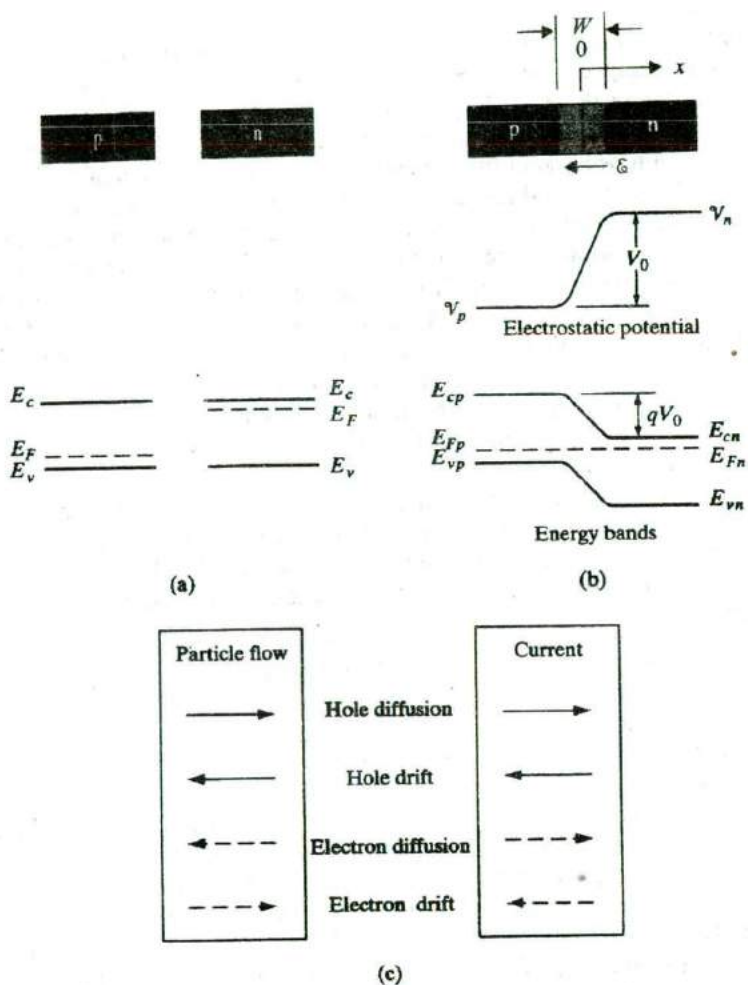 W
0
x
p
n
p
n
ℰ
𝒱n
V0
𝒱p
Electrostatic potential
Ec
Ec
EF
EF
Ev
Ev
Ecp
qV0
Ecn
EFp
Evp
EFn
Evn
Energy bands
(a)
(b)
Particle flow
Current
Hole diffusion
Hole drift
Electron diffusion
Electron drift
(c)